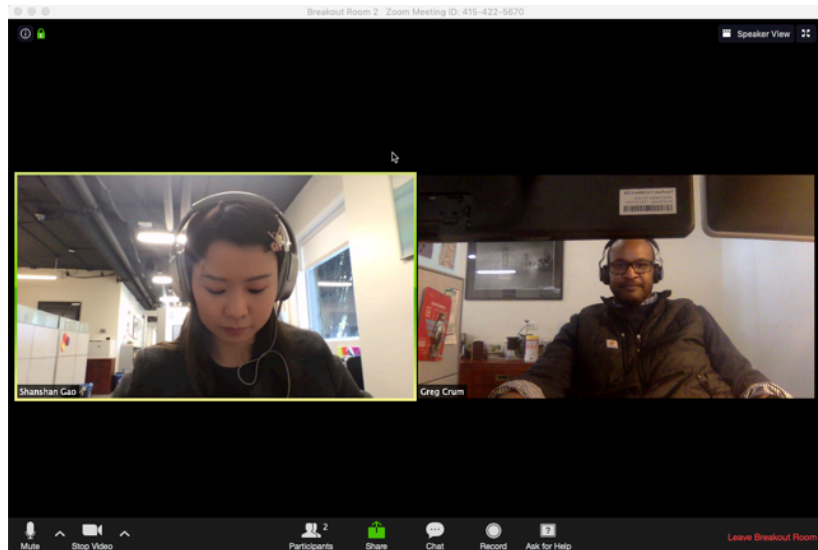 Breakout Room 2 Zoom Meeting ID: 415-422-5670
Speaker View
Shanshan Gao
Greg Crum
Mute
Stop Video
Participants
2
Share
Chat
Record
Ask for Help
Leave Breakout Room